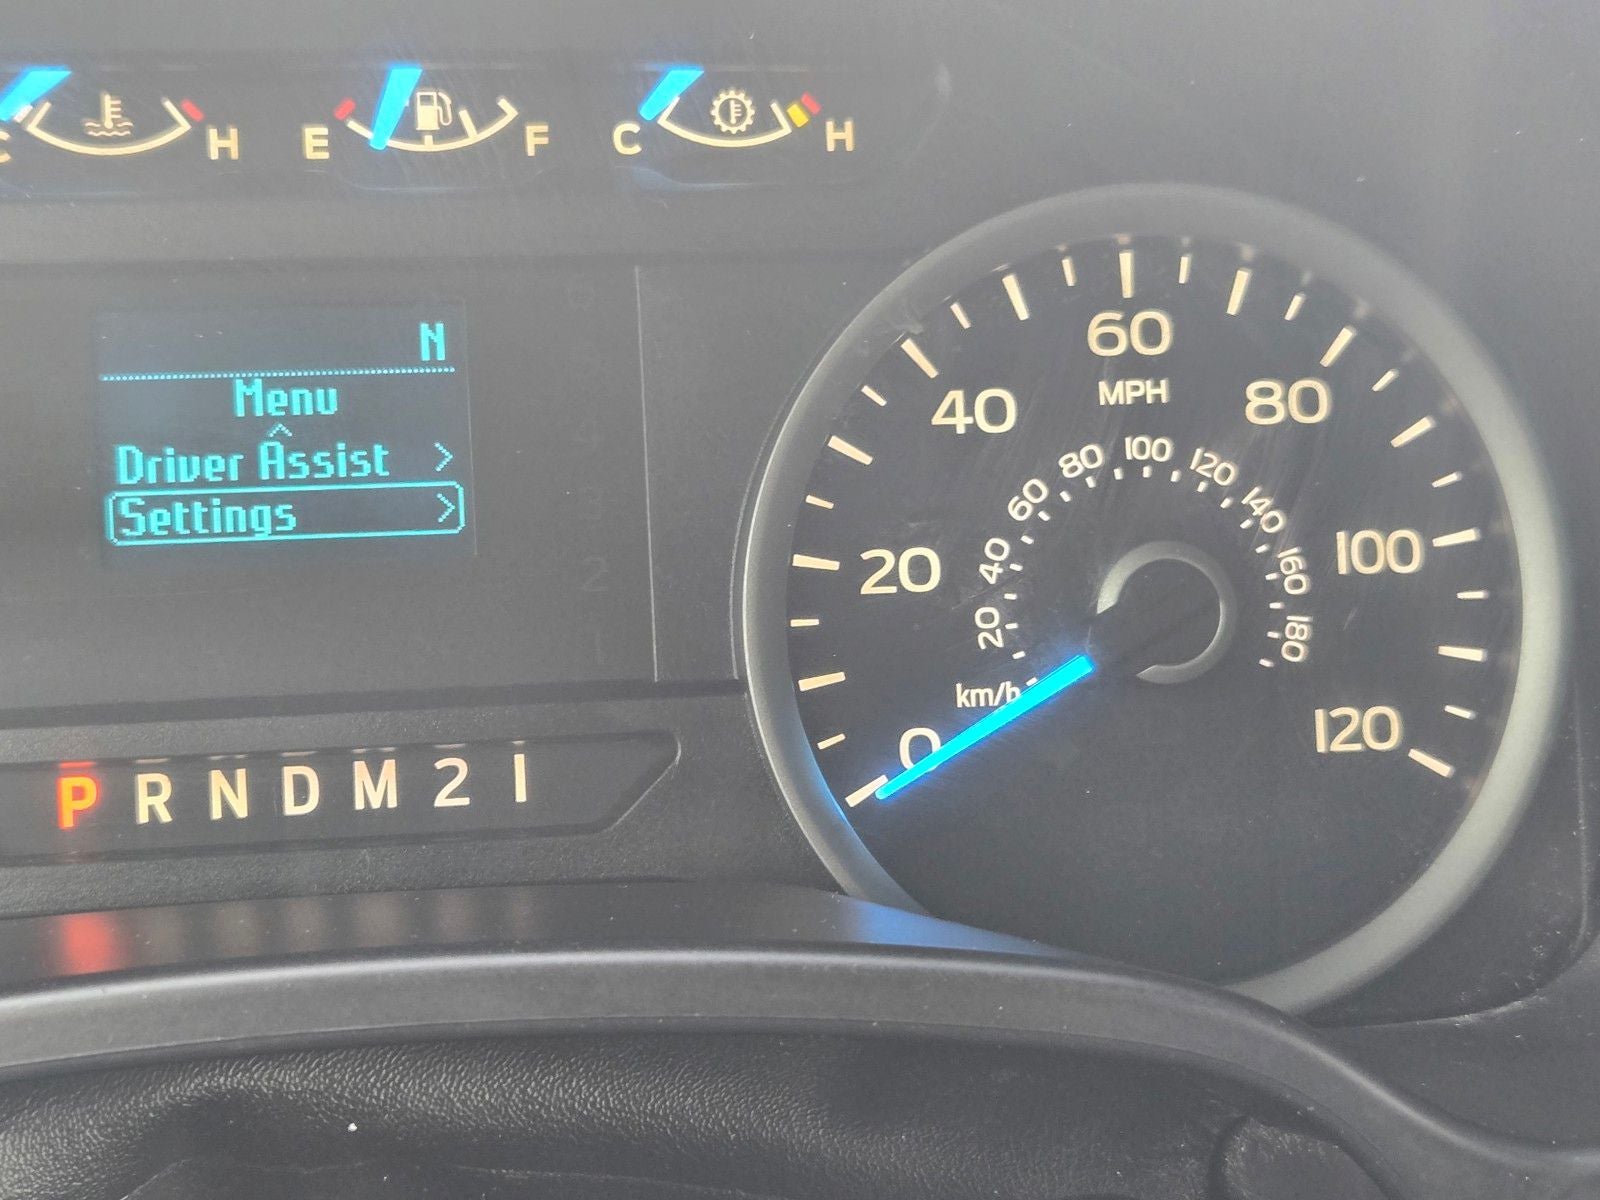 C H E F C H
N
Menu
Driver Assist >
Settings >
60
MPH
40 80
20 100
0 120
20 40 60 80 100 120 140 160 180
km/h
P R N D M 2 1